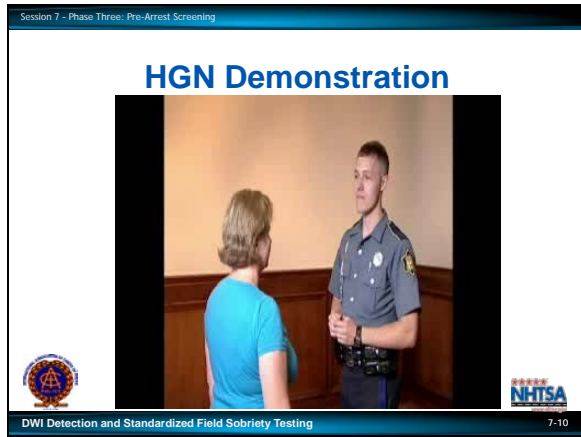 Session 7 - Phase Three: Pre-Arrest Screening
HGN Demonstration
NHTSA
DWI Detection and Standardized Field Sobriety Testing
7-10